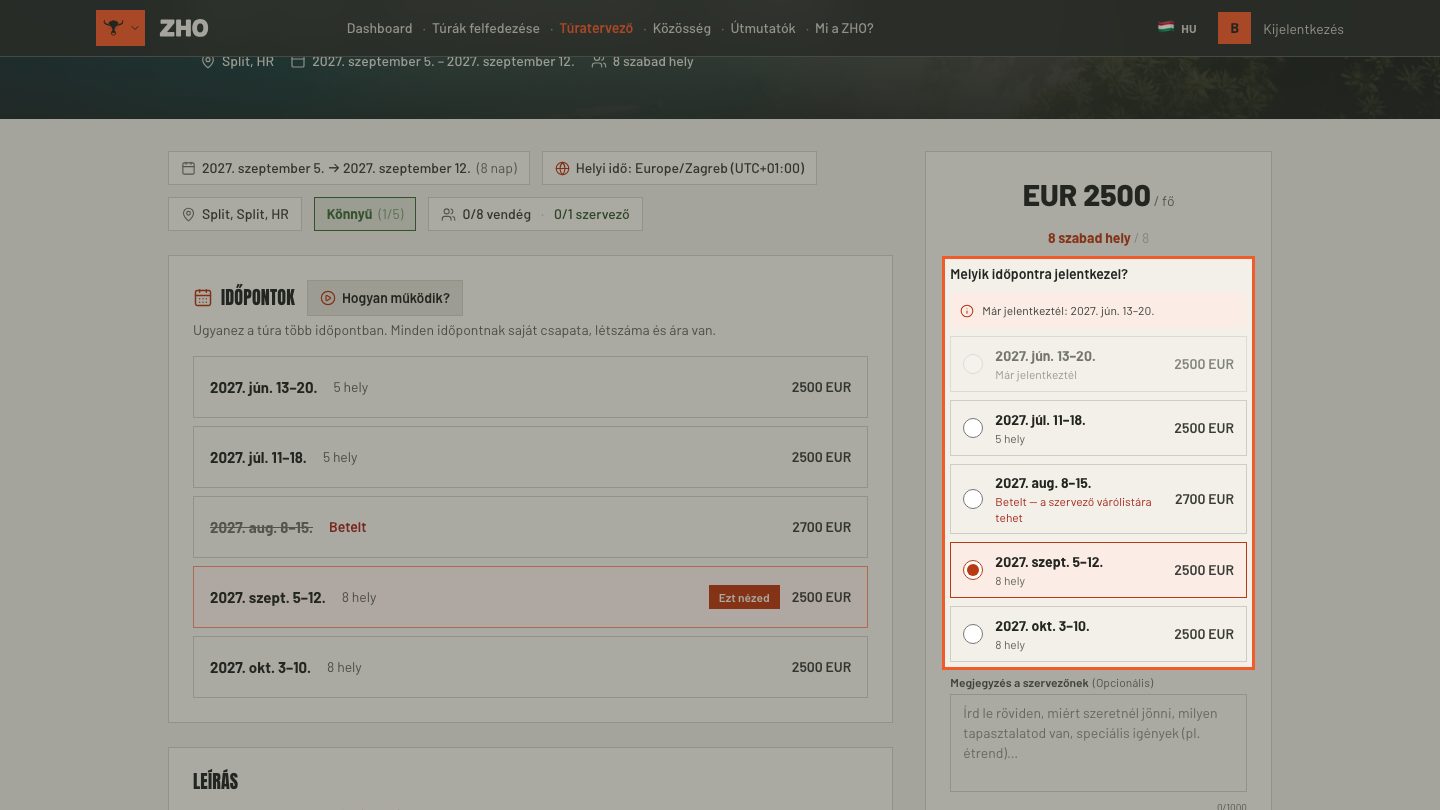 ZHO
Dashboard · Túrák felfedezése · Túratervező · Közösség · Útmutatók · Mi a ZHO?
HU
B
Kijelentkezés
Split, HR
2027. szeptember 5. – 2027. szeptember 12.
8 szabad hely
2027. szeptember 5. → 2027. szeptember 12. (8 nap)
Helyi idő: Europe/Zagreb (UTC+01:00)
Split, Split, HR
Könnyű (1/5)
0/8 vendég · 0/1 szervező
IDŐPONTOK
Hogyan működik?
Ugyanez a túra több időpontban. Minden időpontnak saját csapata, létszáma és ára van.
2027. jún. 13–20. 5 hely 2500 EUR
2027. júl. 11–18. 5 hely 2500 EUR
2027. aug. 8–15. Betelt 2700 EUR
2027. szept. 5–12. 8 hely Ezt nézed 2500 EUR
2027. okt. 3–10. 8 hely 2500 EUR
LEÍRÁS
EUR 2500 / fő
8 szabad hely / 8
Melyik időpontra jelentkezel?
Már jelentkeztél: 2027. jún. 13–20.
2027. jún. 13–20.
Már jelentkeztél
2500 EUR
2027. júl. 11–18.
5 hely
2500 EUR
2027. aug. 8–15.
Betelt — a szervező várólistára
tehet
2700 EUR
2027. szept. 5–12.
8 hely
2500 EUR
2027. okt. 3–10.
8 hely
2500 EUR
Megjegyzés a szervezőnek (Opcionális)
Írd le röviden, miért szeretnél jönni, milyen
tapasztalatod van, speciális igények (pl.
étrend)...
0/1000